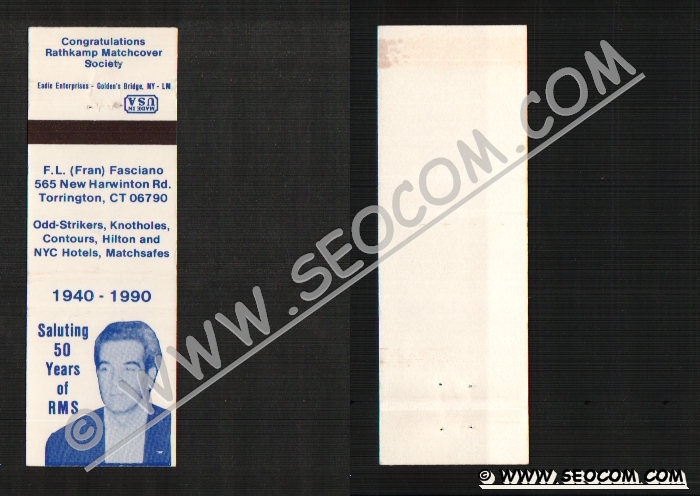 Congratulations
Rathkamp Matchcover
Society
Eadie Enterprises - Golden's Bridge, NY - LM
MADE IN
USA
F.L. (Fran) Fasciano
565 New Harwinton Rd.
Torrington, CT 06790
Odd-Strikers, Knotholes,
Contours, Hilton and
NYC Hotels, Matchsafes
1940 - 1990
Saluting
50
Years
of
RMS
© WWW.SEOCOM.COM
© WWW.SEOCOM.COM